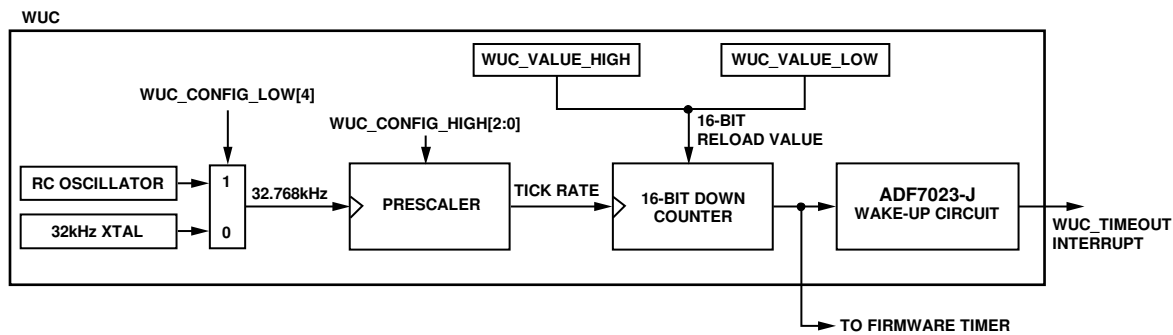 WUC
WUC_VALUE_HIGH
WUC_VALUE_LOW
WUC_CONFIG_LOW[4]
WUC_CONFIG_HIGH[2:0]
16-BIT
RELOAD VALUE
RC OSCILLATOR
1
32.768kHz
PRESCALER
TICK RATE
16-BIT DOWN
COUNTER
ADF7023-J
WAKE-UP CIRCUIT
32kHz XTAL
0
WUC_TIMEOUT
INTERRUPT
TO FIRMWARE TIMER